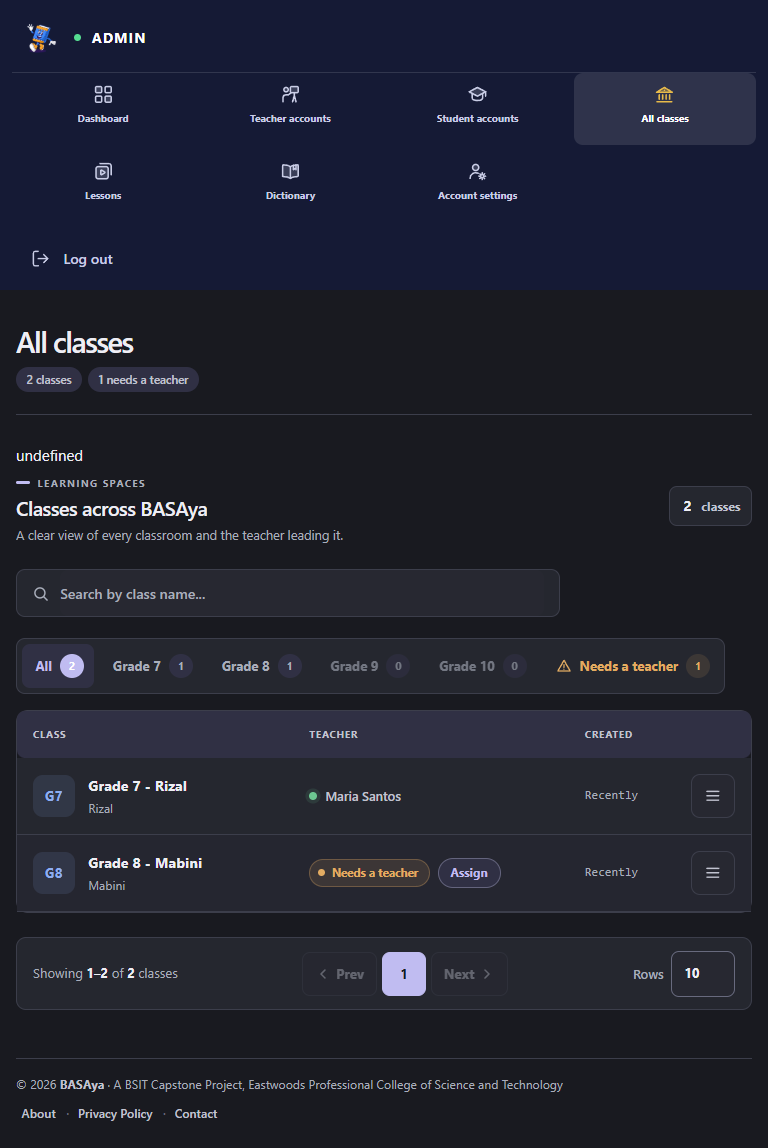 ADMIN
Dashboard
Teacher accounts
Student accounts
All classes
Lessons
Dictionary
Account settings
Log out
All classes
2 classes
1 needs a teacher
undefined
LEARNING SPACES
Classes across BASAya
A clear view of every classroom and the teacher leading it.
2 classes
Search by class name...
All 2
Grade 7 1
Grade 8 1
Grade 9 0
Grade 10 0
Needs a teacher 1
CLASS TEACHER CREATED
G7 Grade 7 - Rizal
Rizal
Maria Santos
Recently
G8 Grade 8 - Mabini
Mabini
Needs a teacher
Assign
Recently
Showing 1–2 of 2 classes
Prev
1
Next
Rows 10
© 2026 BASAya · A BSIT Capstone Project, Eastwoods Professional College of Science and Technology
About · Privacy Policy · Contact